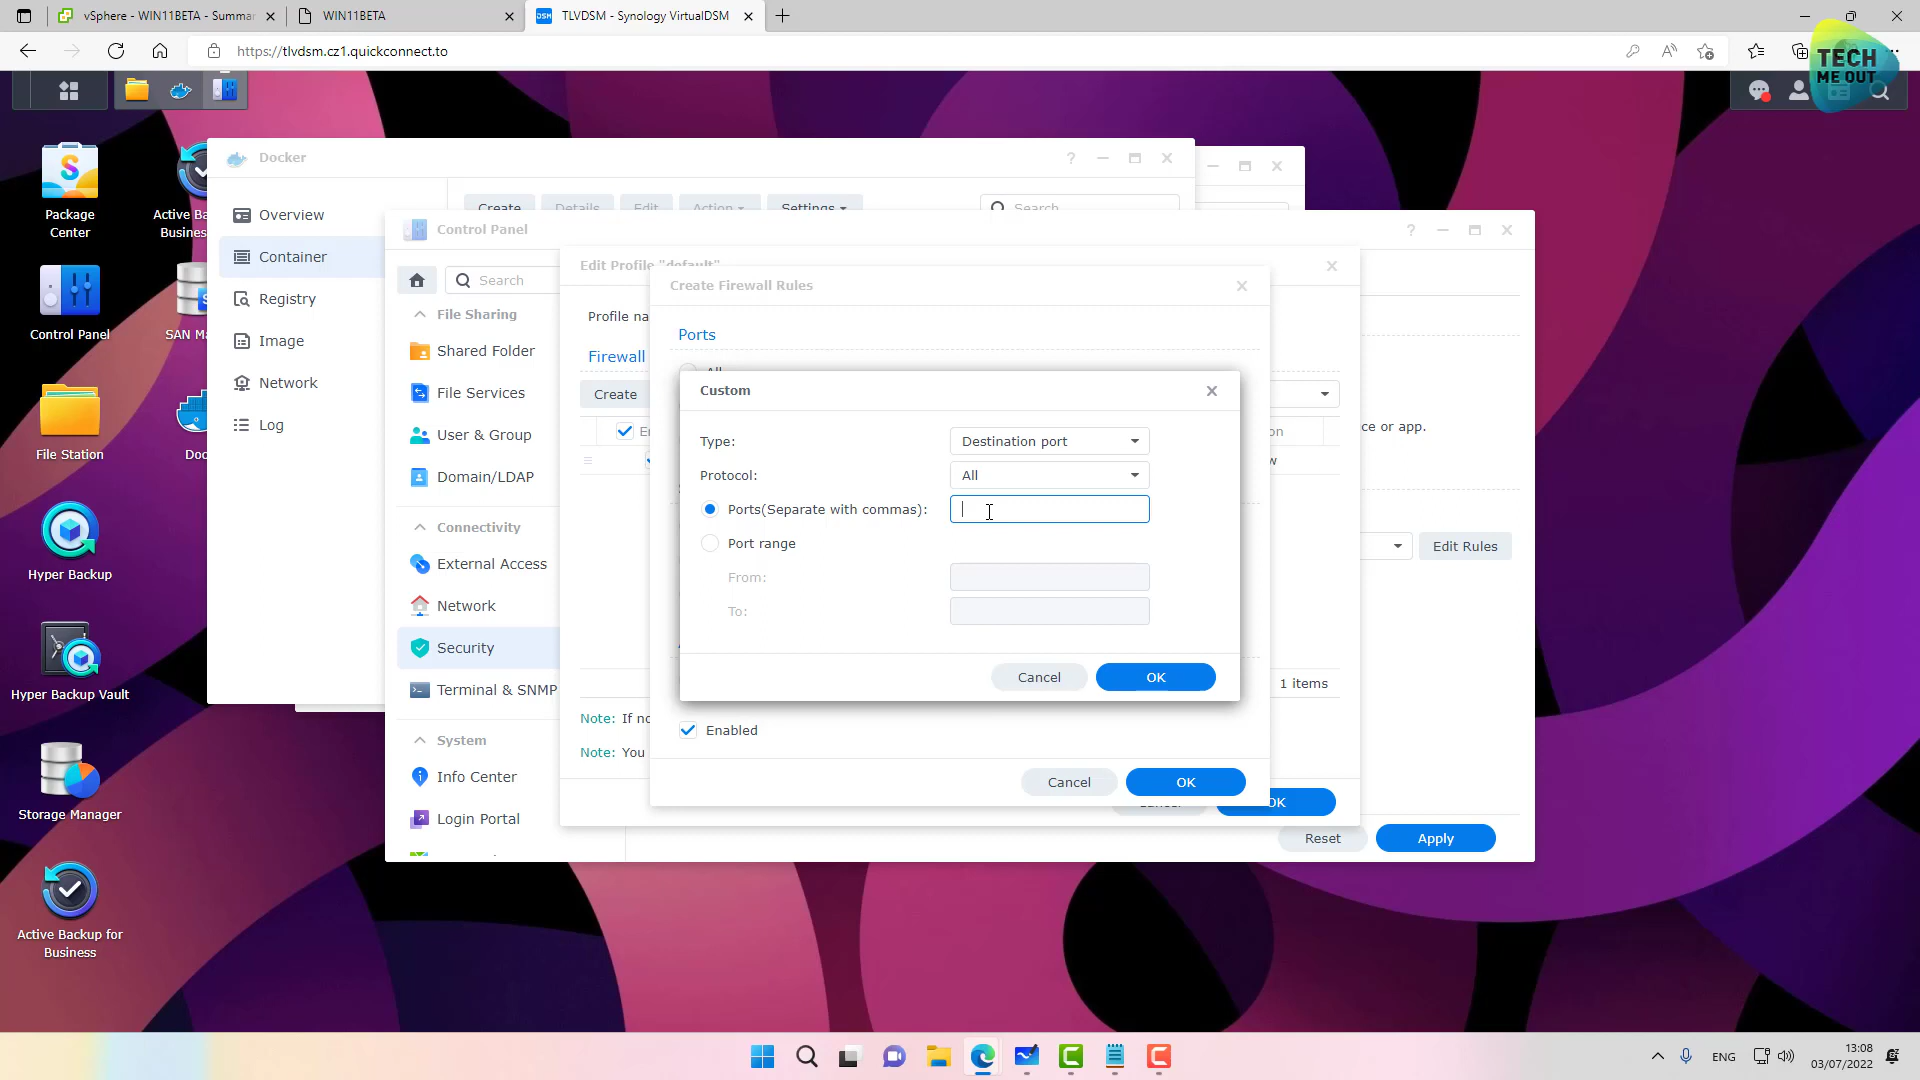 vSphere - WIN11BETA - Summar
WIN11BETA
TLVDSM - Synology VirtualDSM
https://tlvdsm.cz1.quickconnect.to
TECH
ME OUT
Package
Center
Control Panel
File Station
Hyper Backup
Hyper Backup Vault
Storage Manager
Active Backup for
Business
Active Ba
Busines
SAN Ma
Doc
Docker
Overview
Container
Registry
Image
Network
Log
Create
Details
Edit
Action
Settings
Search
Control Panel
Search
File Sharing
Shared Folder
File Services
User & Group
Domain/LDAP
Connectivity
External Access
Network
Security
Terminal & SNMP
System
Info Center
Login Portal
ce or app.
Edit Rules
Reset
Apply
Edit Profile "default"
Profile na
Firewall
Create
En
on
w
1 items
Note: If no
Note: You
Cancel
OK
Create Firewall Rules
Ports
All
Enabled
Cancel
OK
Custom
Type:
Destination port
Protocol:
All
Ports(Separate with commas):
Port range
From:
To:
Cancel
OK
ENG
13:08
03/07/2022